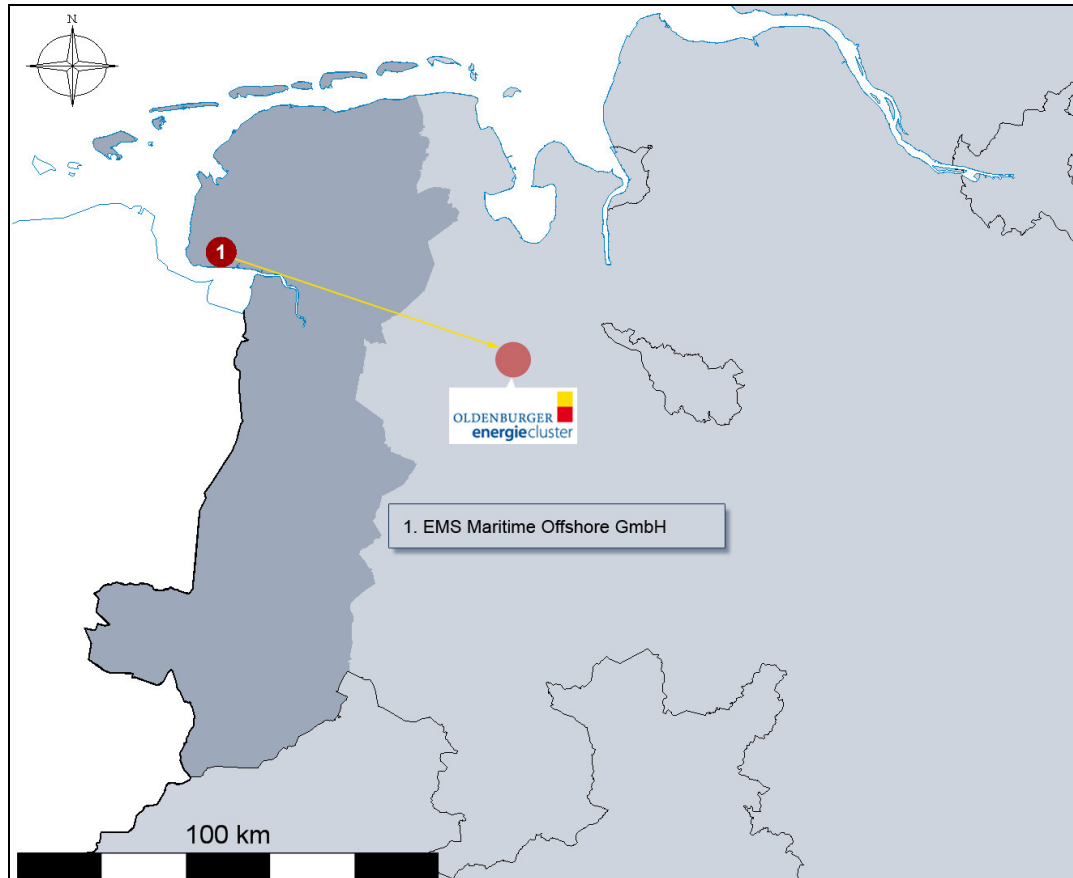 N
1
OLDENBURGER
energiecluster
1. EMS Maritime Offshore GmbH
100 km